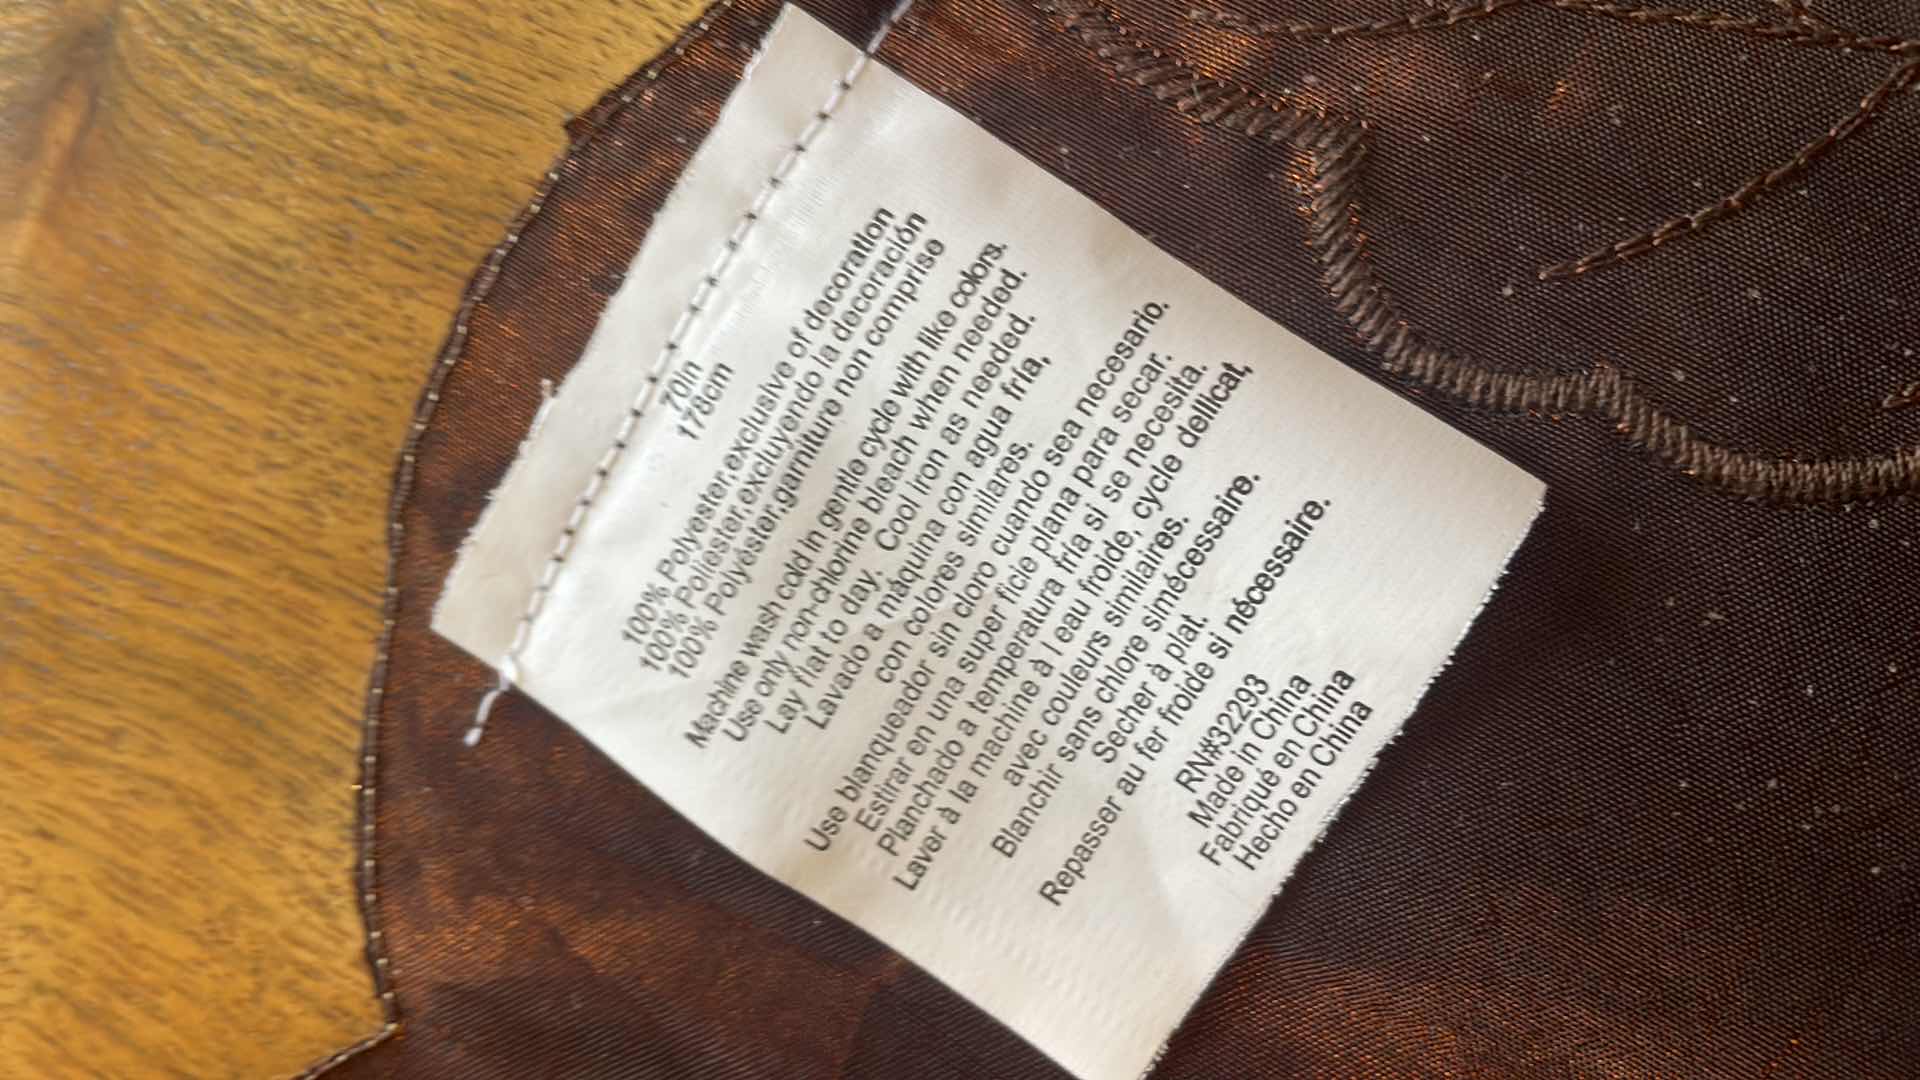 70in
178cm
100% Polyester,exclusive of decoration
100% Poliester,excluyendo la decoración
100% Polyéster,garniture non comprise
Machine wash cold in gentle cycle with like colors.
Use only non-chlorine bleach when needed.
Lay flat to day. Cool Iron as needed.
Lavado a máquina con agua fría,
con colores similares.
Use blanqueador sin cloro cuando sea necesario.
Estirar en una super ficie plana para secar.
Planchado a temperatura fría si se necesita.
Laver à la machine à l eau froide, cycle dellicat,
avec couleurs similaires.
Blanchir sans chlore simécessaire.
Secher à plat.
Repasser au fer froide si nécessaire.
RN#32293
Made in China
Fabriqué en China
Hecho en China